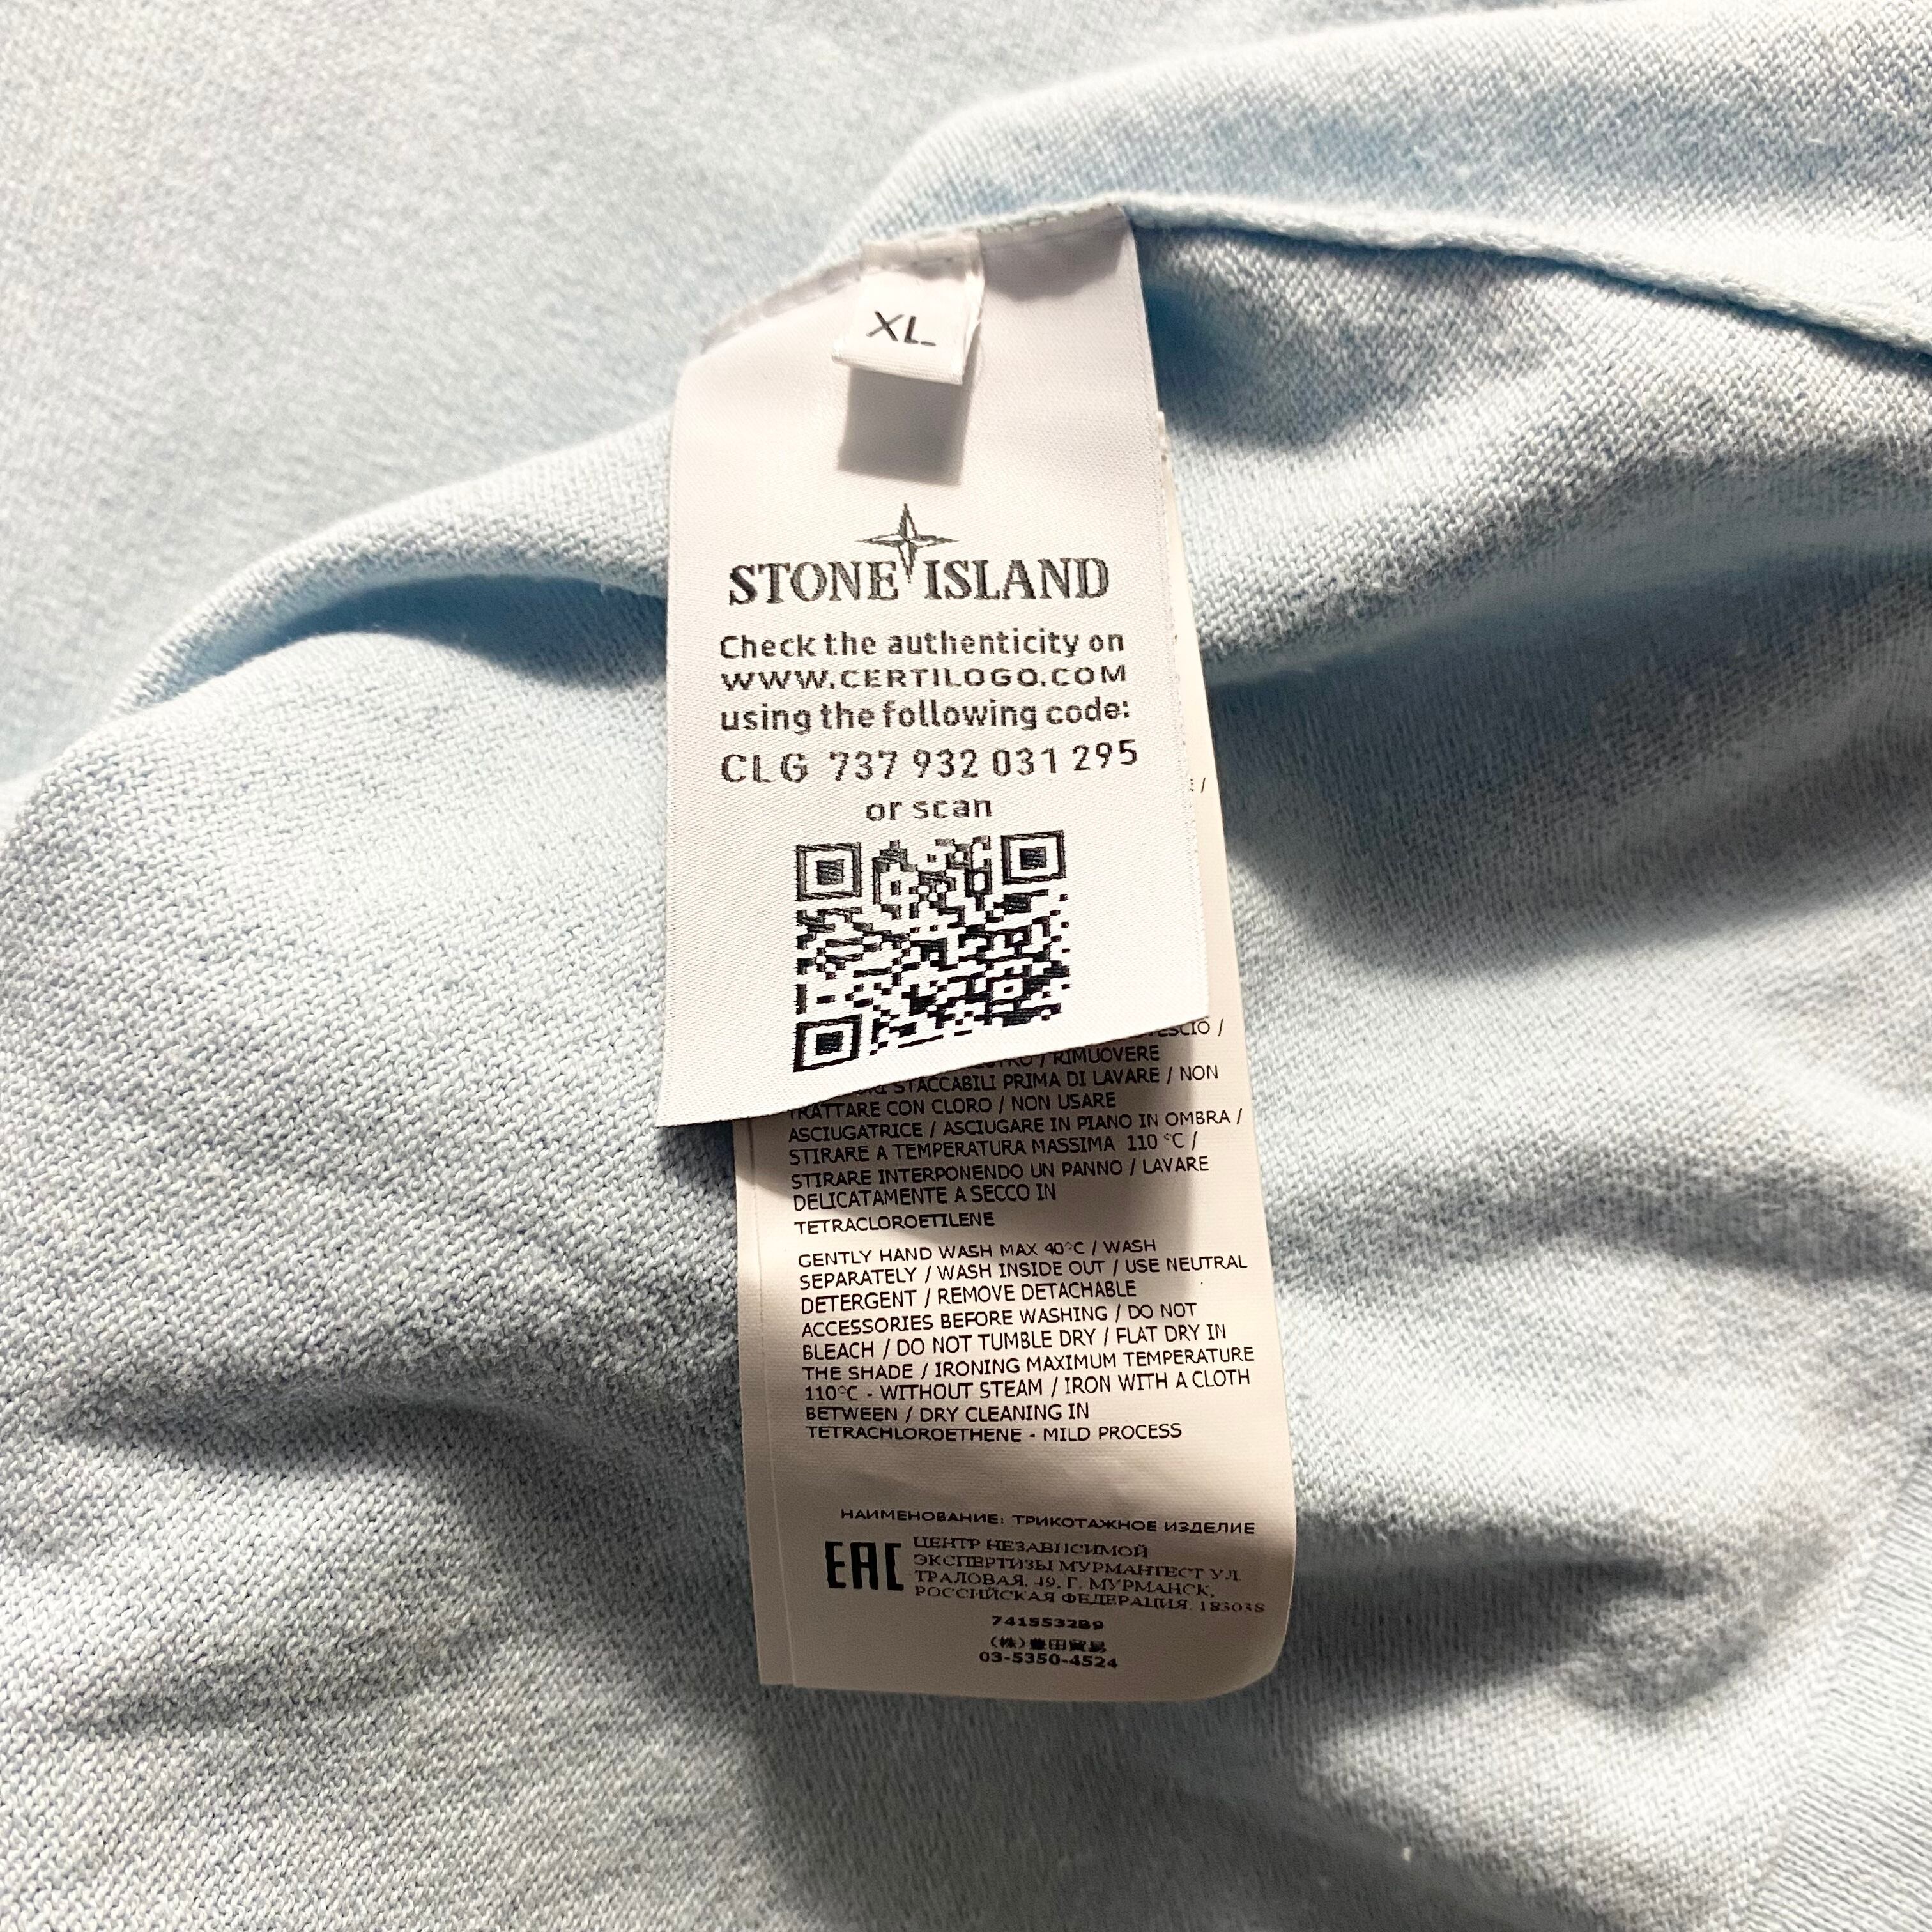 XL
STONE ISLAND
Check the authenticity on
WWW.CERTILOGO.COM
using the following code:
CLG 737 932 031 295
or scan
/ RIMUOVERE
STACCABILI PRIMA DI LAVARE / NON
TRATTARE CON CLORO / NON USARE
ASCIUGATRICE / ASCIUGARE IN PIANO IN OMBRA /
STIRARE A TEMPERATURA MASSIMA 110 °C /
STIRARE INTERPONENDO UN PANNO / LAVARE
DELICATAMENTE A SECCO IN
TETRACLOROETILENE
GENTLY HAND WASH MAX 40°C / WASH
SEPARATELY / WASH INSIDE OUT / USE NEUTRAL
DETERGENT / REMOVE DETACHABLE
ACCESSORIES BEFORE WASHING / DO NOT
BLEACH / DO NOT TUMBLE DRY / FLAT DRY IN
THE SHADE / IRONING MAXIMUM TEMPERATURE
110°C - WITHOUT STEAM / IRON WITH A CLOTH
BETWEEN / DRY CLEANING IN
TETRACHLOROETHENE - MILD PROCESS
НАИМЕНОВАНИЕ: ТРИКОТАЖНОЕ ИЗДЕЛИЕ
EAC
ЦЕНТР НЕЗАВИСИМОЙ
ЭКСПЕРТИЗЫ МУРМАНТЕСТ УЛ.
ТРАЛОВАЯ, 49, Г. МУРМАНСК,
РОССИЙСКАЯ ФЕДЕРАЦИЯ, 183038
7415532B9
(株)豊田貿易
03-5350-4524